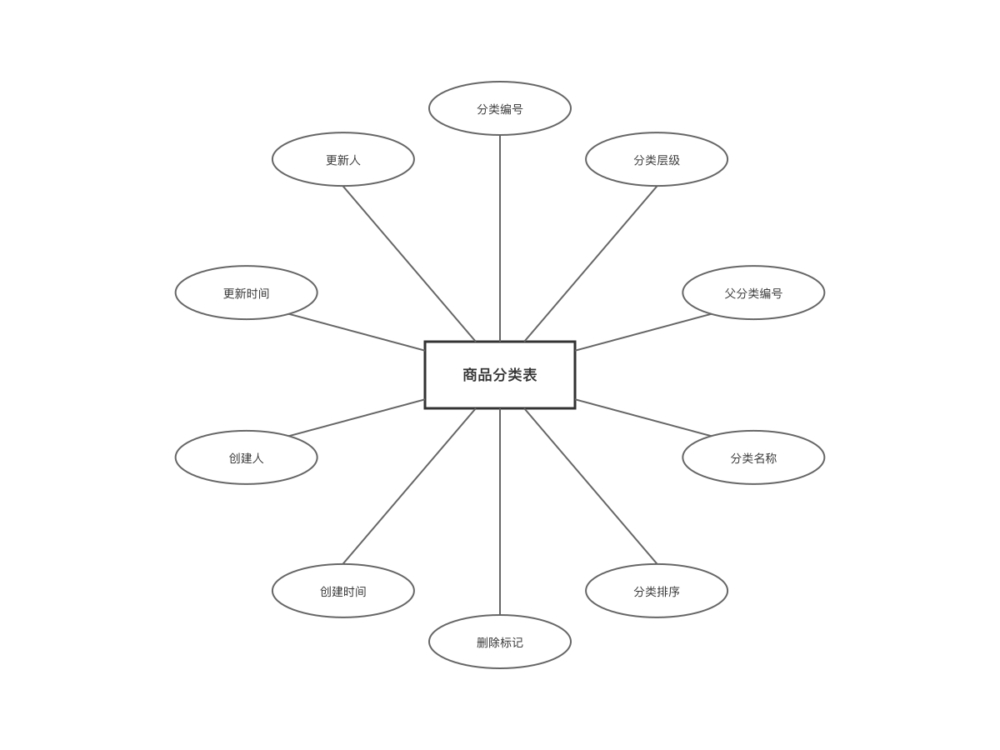 分类编号
更新人
分类层级
更新时间
父分类编号
商品分类表
创建人
分类名称
创建时间
分类排序
删除标记